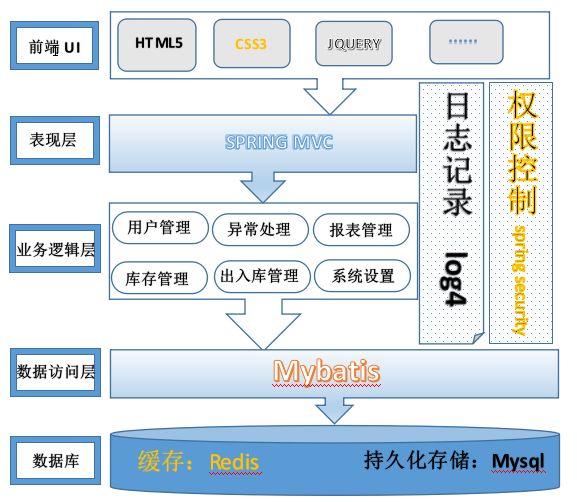 前端 UI
HTML5
CSS3
JQUERY
......
表现层
SPRING MVC
日志记录 log4
权限控制 spring security
业务逻辑层
用户管理
异常处理
报表管理
库存管理
出入库管理
系统设置
数据访问层
Mybatis
数据库
缓存：Redis
持久化存储：Mysql